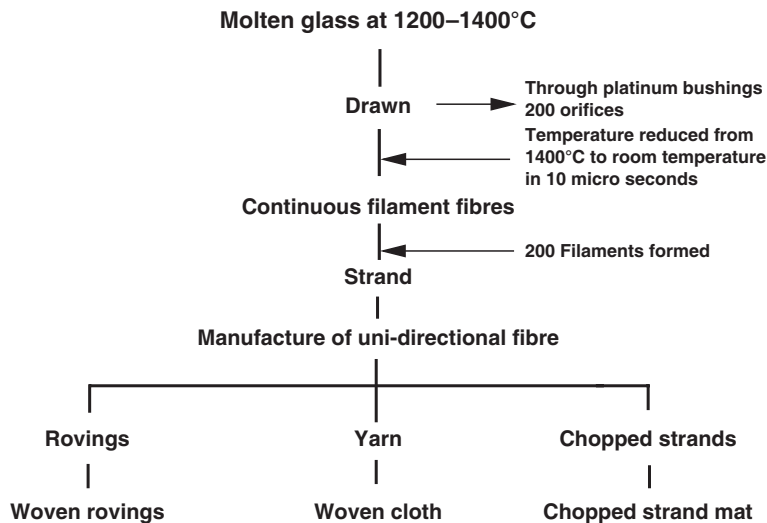 Molten glass at 1200–1400°C
Drawn
Through platinum bushings
200 orifices
Temperature reduced from
1400°C to room temperature
in 10 micro seconds
Continuous filament fibres
200 Filaments formed
Strand
Manufacture of uni-directional fibre
Rovings
Yarn
Chopped strands
Woven rovings
Woven cloth
Chopped strand mat